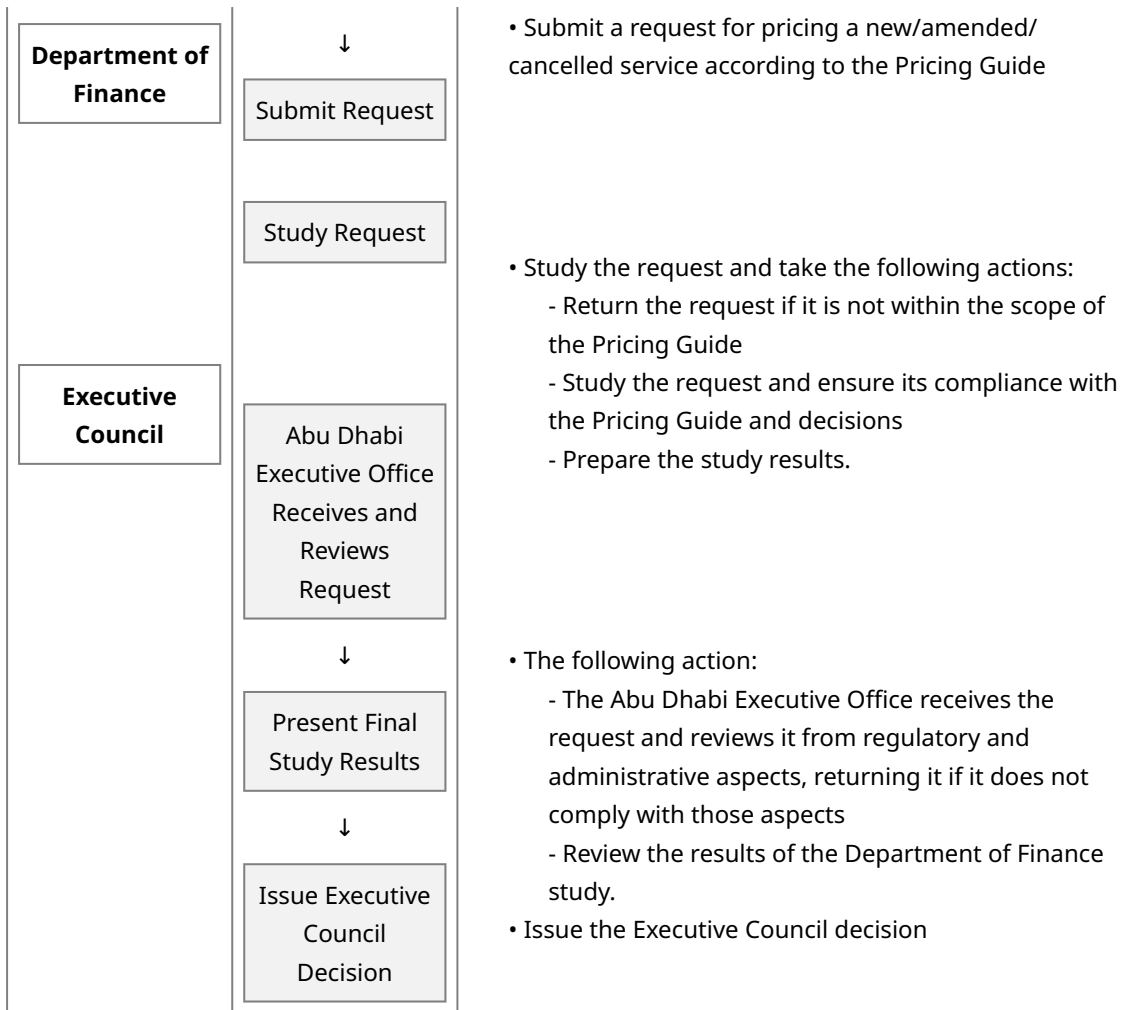 Department of
Finance
↓
Submit Request
• Submit a request for pricing a new/amended/
cancelled service according to the Pricing Guide
Study Request
• Study the request and take the following actions:
- Return the request if it is not within the scope of
the Pricing Guide
- Study the request and ensure its compliance with
the Pricing Guide and decisions
- Prepare the study results.
Executive
Council
Abu Dhabi
Executive Office
Receives and
Reviews
Request
↓
Present Final
Study Results
↓
Issue Executive
Council
Decision
• The following action:
- The Abu Dhabi Executive Office receives the
request and reviews it from regulatory and
administrative aspects, returning it if it does not
comply with those aspects
- Review the results of the Department of Finance
study.
• Issue the Executive Council decision